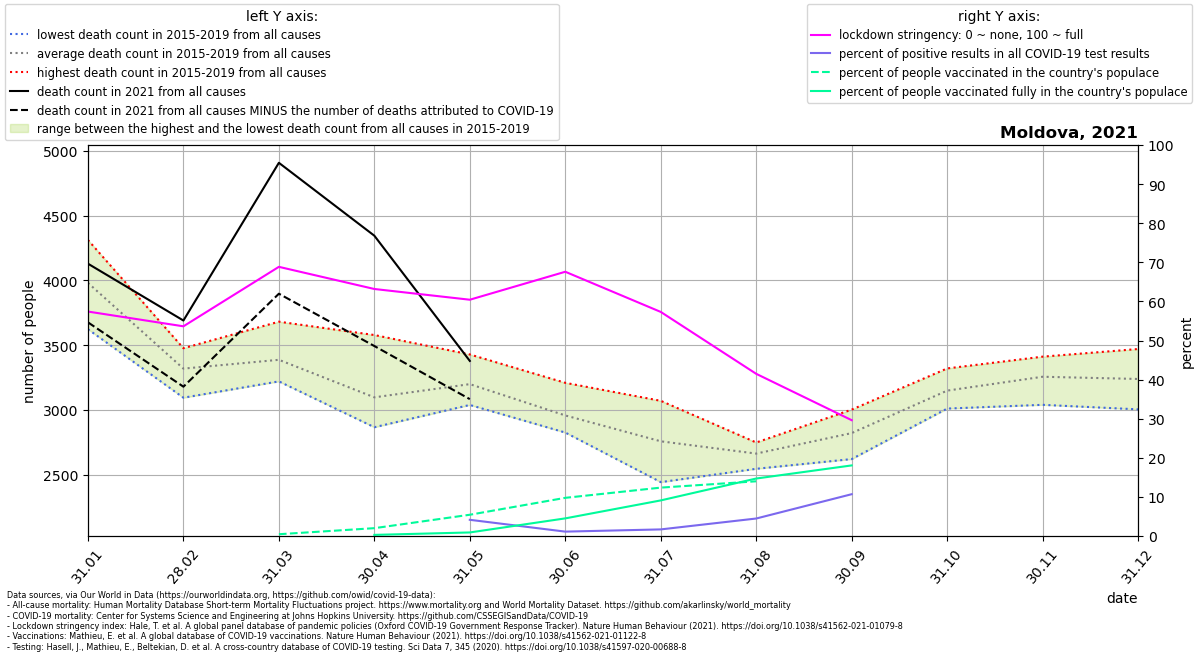 left Y axis:
lowest death count in 2015-2019 from all causes
average death count in 2015-2019 from all causes
highest death count in 2015-2019 from all causes
death count in 2021 from all causes
death count in 2021 from all causes MINUS the number of deaths attributed to COVID-19
range between the highest and the lowest death count from all causes in 2015-2019
right Y axis:
lockdown stringency: 0 ~ none, 100 ~ full
percent of positive results in all COVID-19 test results
percent of people vaccinated in the country's populace
percent of people vaccinated fully in the country's populace
Moldova, 2021
5000
4500
4000
3500
3000
2500
number of people
100
90
80
70
60
50
40
30
20
10
0
percent
31.01
28.02
31.03
30.04
31.05
30.06
31.07
31.08
30.09
31.10
30.11
31.12
date
Data sources, via Our World in Data (https://ourworldindata.org, https://github.com/owid/covid-19-data):
- All-cause mortality: Human Mortality Database Short-term Mortality Fluctuations project. https://www.mortality.org and World Mortality Dataset. https://github.com/akarlinsky/world_mortality
- COVID-19 mortality: Center for Systems Science and Engineering at Johns Hopkins University. https://github.com/CSSEGISandData/COVID-19
- Lockdown stringency index: Hale, T. et al. A global panel database of pandemic policies (Oxford COVID-19 Government Response Tracker). Nature Human Behaviour (2021). https://doi.org/10.1038/s41562-021-01079-8
- Vaccinations: Mathieu, E. et al. A global database of COVID-19 vaccinations. Nature Human Behaviour (2021). https://doi.org/10.1038/s41562-021-01122-8
- Testing: Hasell, J., Mathieu, E., Beltekian, D. et al. A cross-country database of COVID-19 testing. Sci Data 7, 345 (2020). https://doi.org/10.1038/s41597-020-00688-8